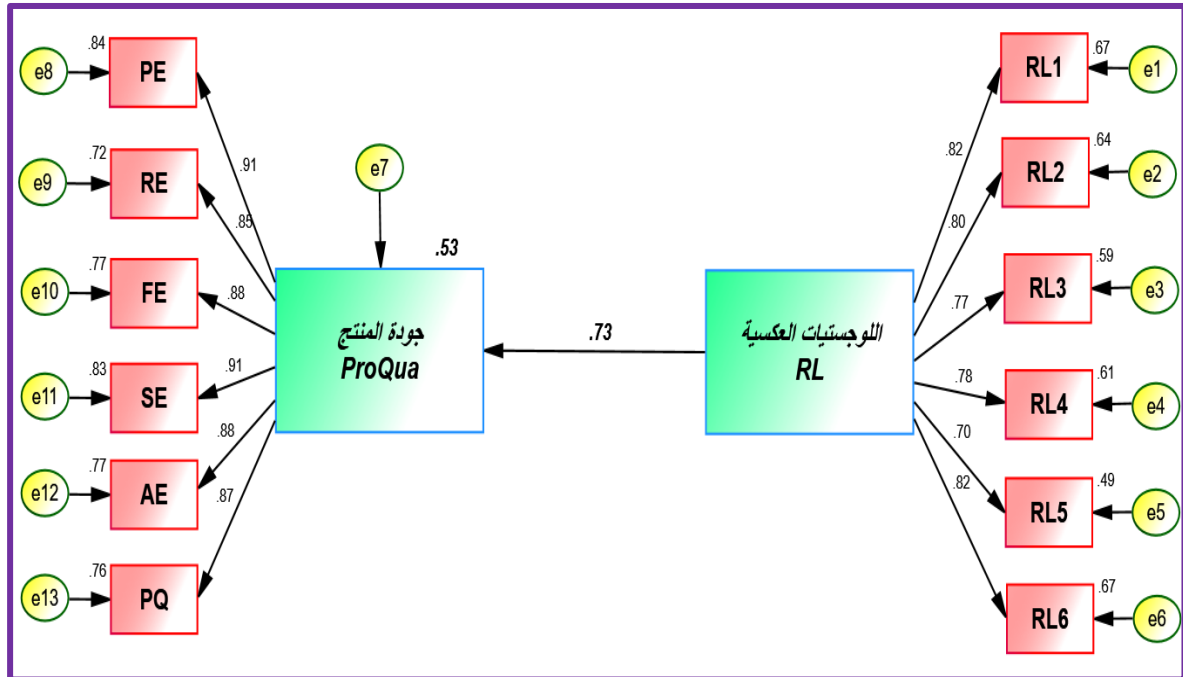 .84
e8
PE
.91
.72
e9
RE
.85
.77
e10
FE
.88
.83
e11
SE
.91
.77
e12
AE
.88
.76
e13
PQ
.87
e7
.53
جودة المنتج
ProQua
.73
اللوجستيات العكسية
RL
.82
RL1
.67
e1
.80
RL2
.64
e2
.77
RL3
.59
e3
.78
RL4
.61
e4
.70
RL5
.49
e5
.82
RL6
.67
e6